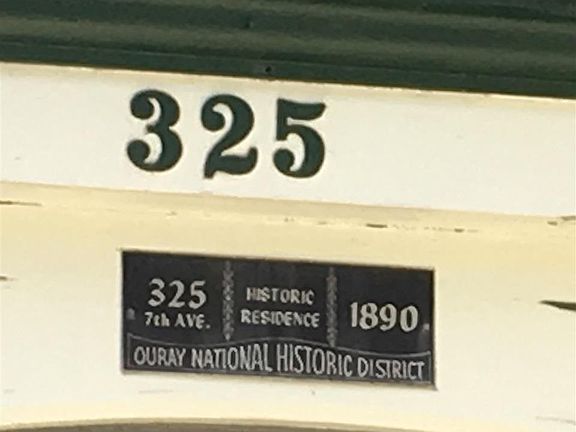 325
325 HISTORIC 1890
7th AVE. RESIDENCE
OURAY NATIONAL HISTORIC DISTRICT